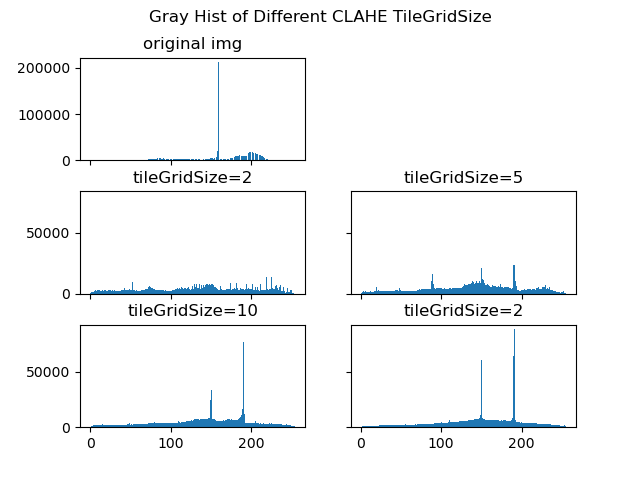 Gray Hist of Different CLAHE TileGridSize
original img
200000
100000
0
tileGridSize=2
tileGridSize=5
50000
0
tileGridSize=10
tileGridSize=2
50000
0
0 100 200
0 100 200